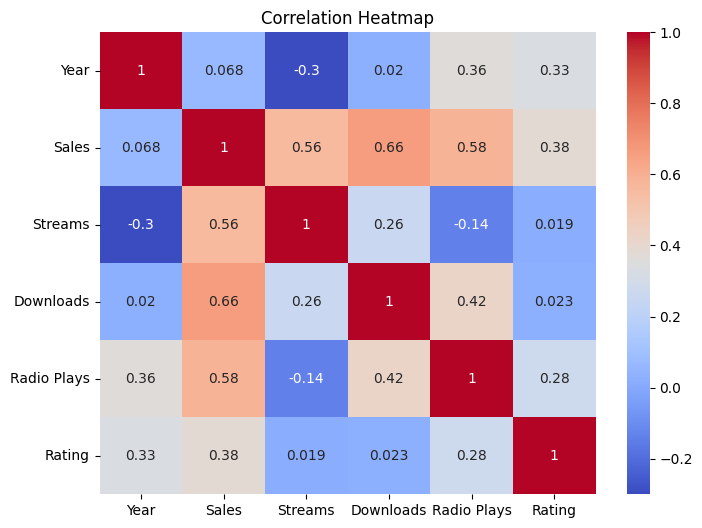 Correlation Heatmap
Year 1 0.068 -0.3 0.02 0.36 0.33
Sales 0.068 1 0.56 0.66 0.58 0.38
Streams -0.3 0.56 1 0.26 -0.14 0.019
Downloads 0.02 0.66 0.26 1 0.42 0.023
Radio Plays 0.36 0.58 -0.14 0.42 1 0.28
Rating 0.33 0.38 0.019 0.023 0.28 1
Year Sales Streams Downloads Radio Plays Rating
1.0
0.8
0.6
0.4
0.2
0.0
−0.2